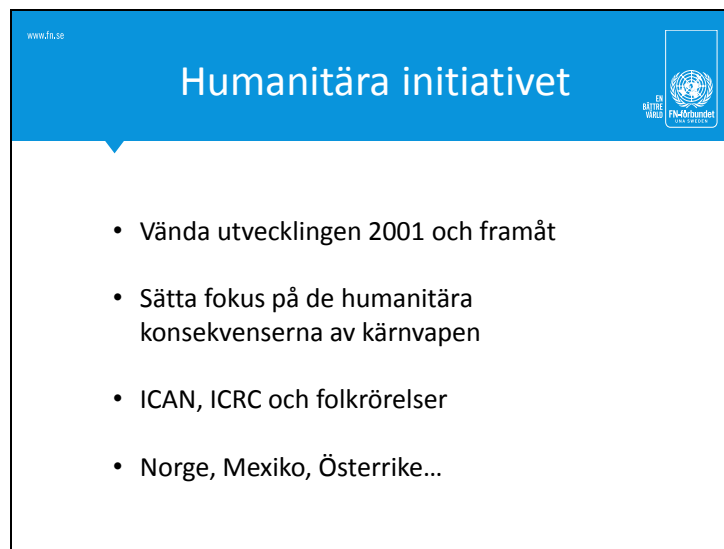 www.fn.se
Humanitära initiativet
EN
BÄTTRE
VÄRLD
FN-förbundet
UNA SWEDEN
• Vända utvecklingen 2001 och framåt
• Sätta fokus på de humanitära
konsekvenserna av kärnvapen
• ICAN, ICRC och folkrörelser
• Norge, Mexiko, Österrike…